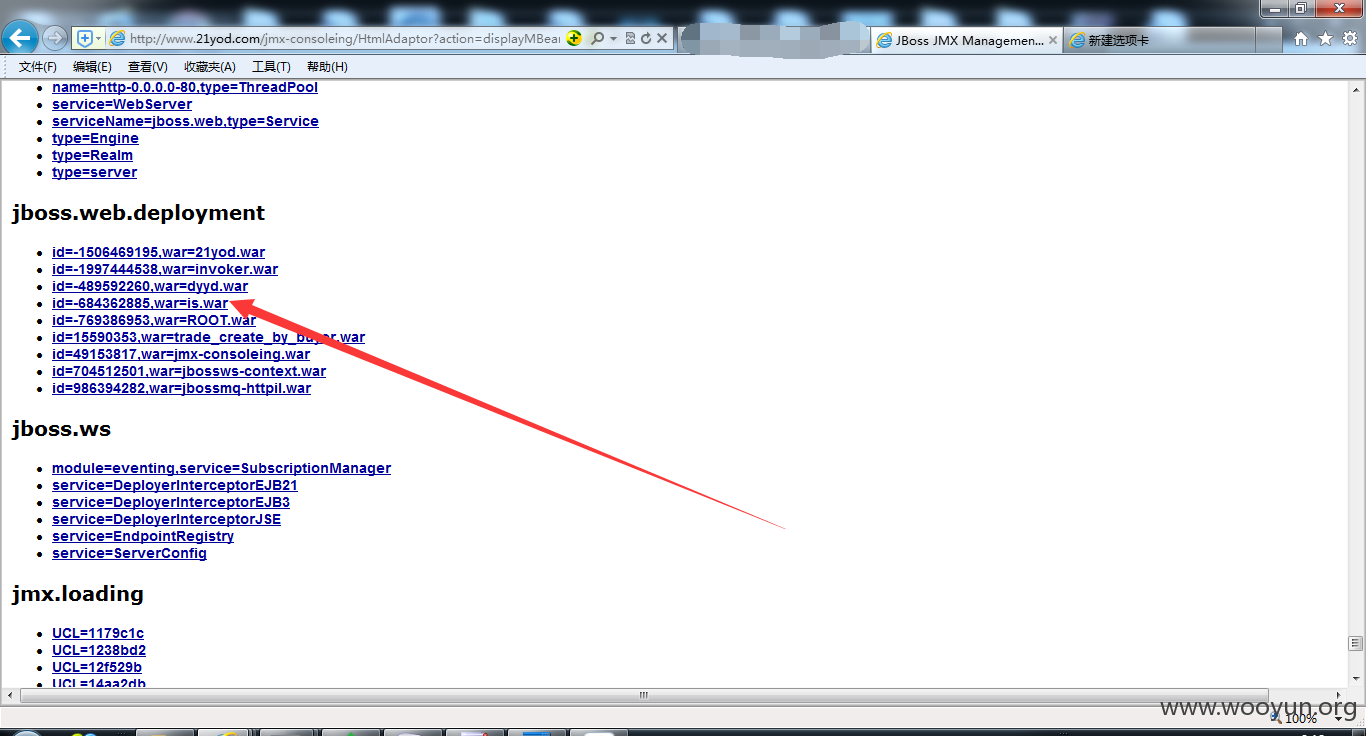 http://www.21yod.com/jmx-consoleing/HtmlAdaptor?action=displayMBear
JBoss JMX Managemen...
新建选项卡
文件(F) 编辑(E) 查看(V) 收藏夹(A) 工具(T) 帮助(H)
name=http-0.0.0.0-80,type=ThreadPool
service=WebServer
serviceName=jboss.web,type=Service
type=Engine
type=Realm
type=server
jboss.web.deployment
id=-1506469195,war=21yod.war
id=-1997444538,war=invoker.war
id=-489592260,war=dyyd.war
id=-684362885,war=is.war
id=-769386953,war=ROOT.war
id=15590353,war=trade_create_by_buyer.war
id=49153817,war=jmx-consoleing.war
id=704512501,war=jbossws-context.war
id=986394282,war=jbossmq-httpil.war
jboss.ws
module=eventing,service=SubscriptionManager
service=DeployerInterceptorEJB21
service=DeployerInterceptorEJB3
service=DeployerInterceptorJSE
service=EndpointRegistry
service=ServerConfig
jmx.loading
UCL=1179c1c
UCL=1238bd2
UCL=12f529b
UCL=14aa2db
www.wooyun.org
100%